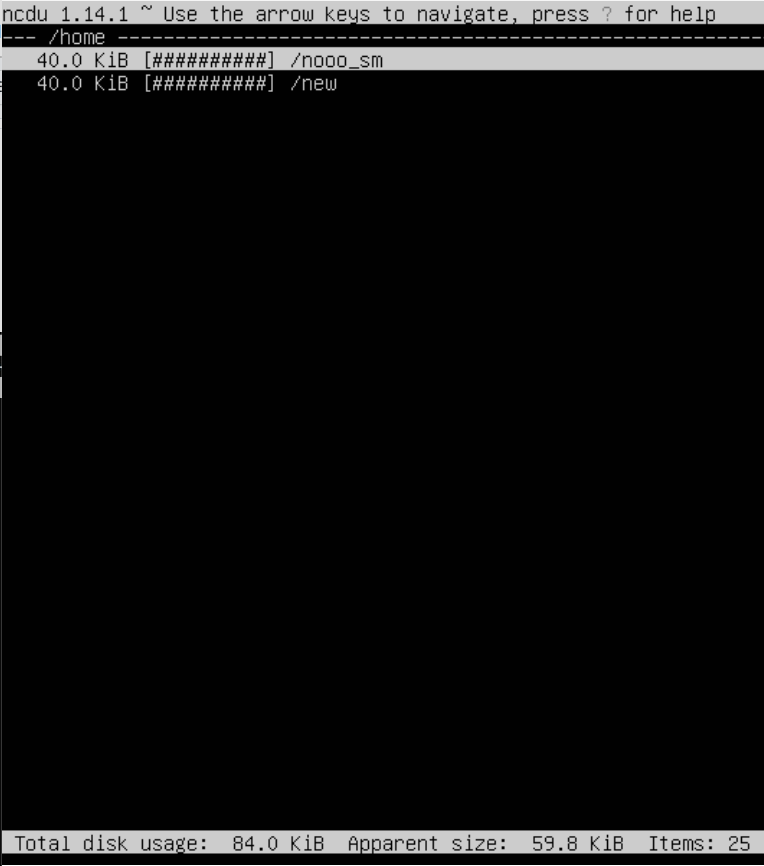 ncdu 1.14.1 ~ Use the arrow keys to navigate, press ? for help
--- /home -------------------------------------------------------
40.0 KiB [##########] /nooo_sm
40.0 KiB [##########] /new
Total disk usage:  84.0 KiB  Apparent size:  59.8 KiB  Items: 25